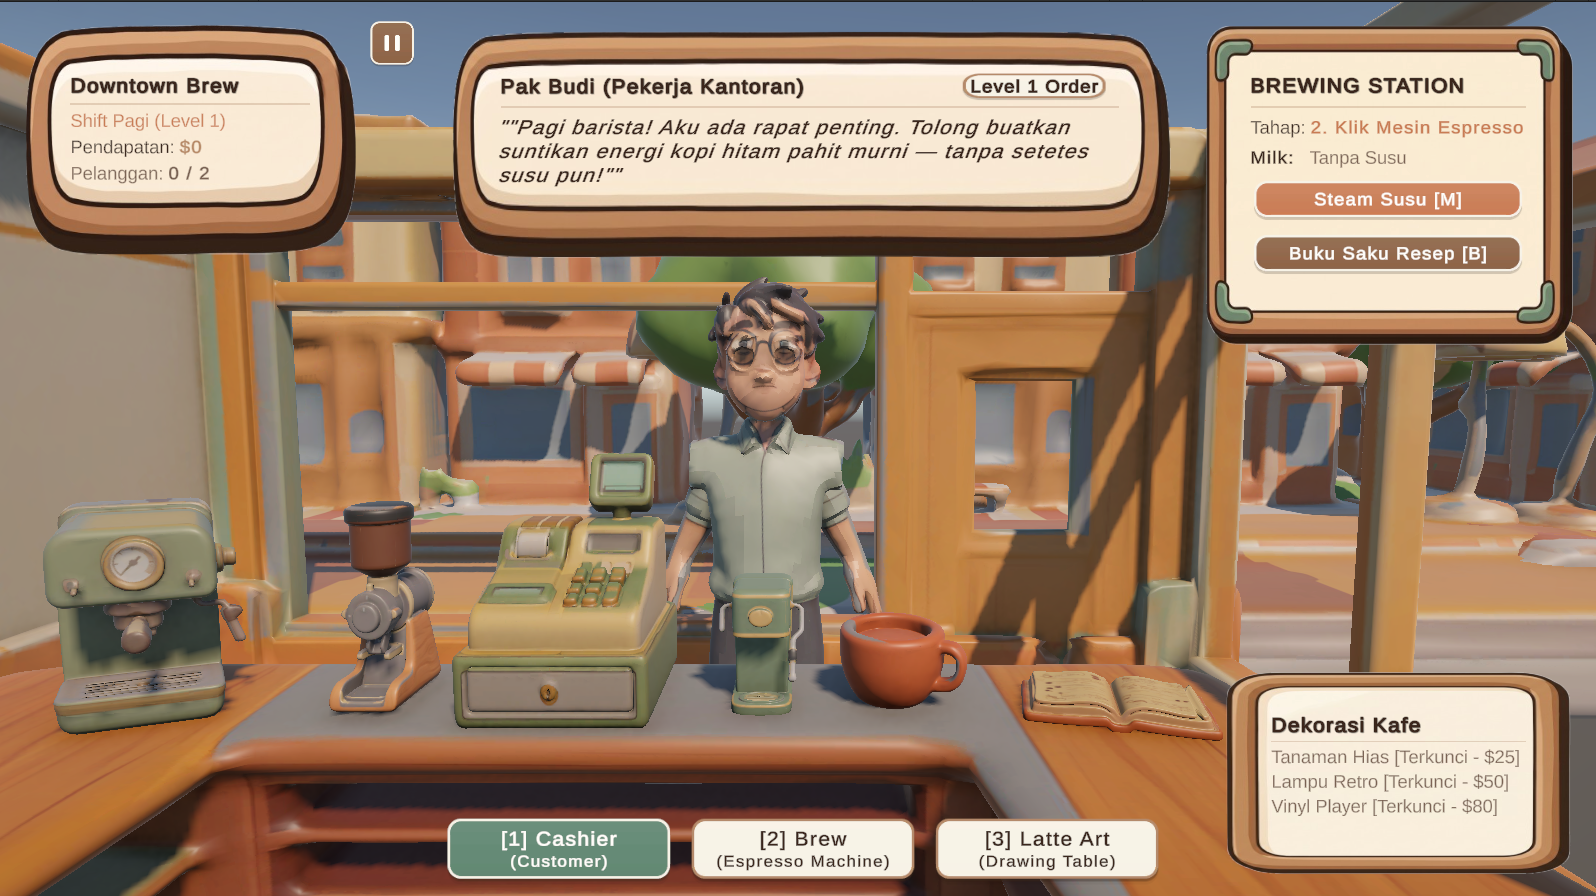 Downtown Brew
Shift Pagi (Level 1)
Pendapatan: $0
Pelanggan: 0 / 2
Pak Budi (Pekerja Kantoran)
Level 1 Order
""Pagi barista! Aku ada rapat penting. Tolong buatkan
suntikan energi kopi hitam pahit murni — tanpa setetes
susu pun!""
BREWING STATION
Tahap: 2. Klik Mesin Espresso
Milk: Tanpa Susu
Steam Susu [M]
Buku Saku Resep [B]
Dekorasi Kafe
Tanaman Hias [Terkunci - $25]
Lampu Retro [Terkunci - $50]
Vinyl Player [Terkunci - $80]
[1] Cashier
(Customer)
[2] Brew
(Espresso Machine)
[3] Latte Art
(Drawing Table)